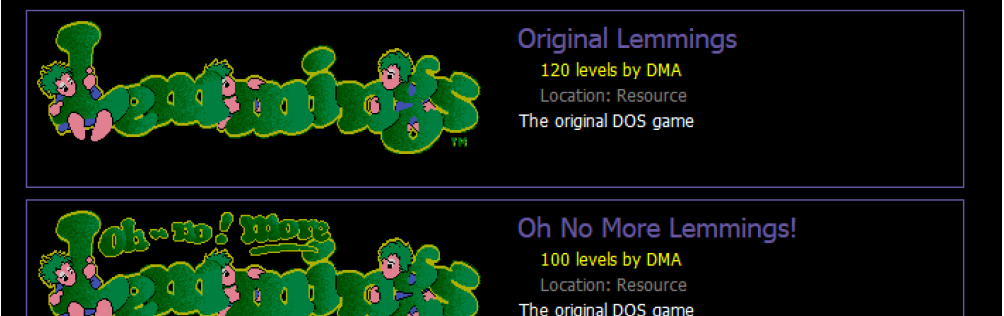 Lemmings
TM
Original Lemmings
120 levels by DMA
Location: Resource
The original DOS game
Oh no! more
Lemmings
Oh No More Lemmings!
100 levels by DMA
Location: Resource
The original DOS game